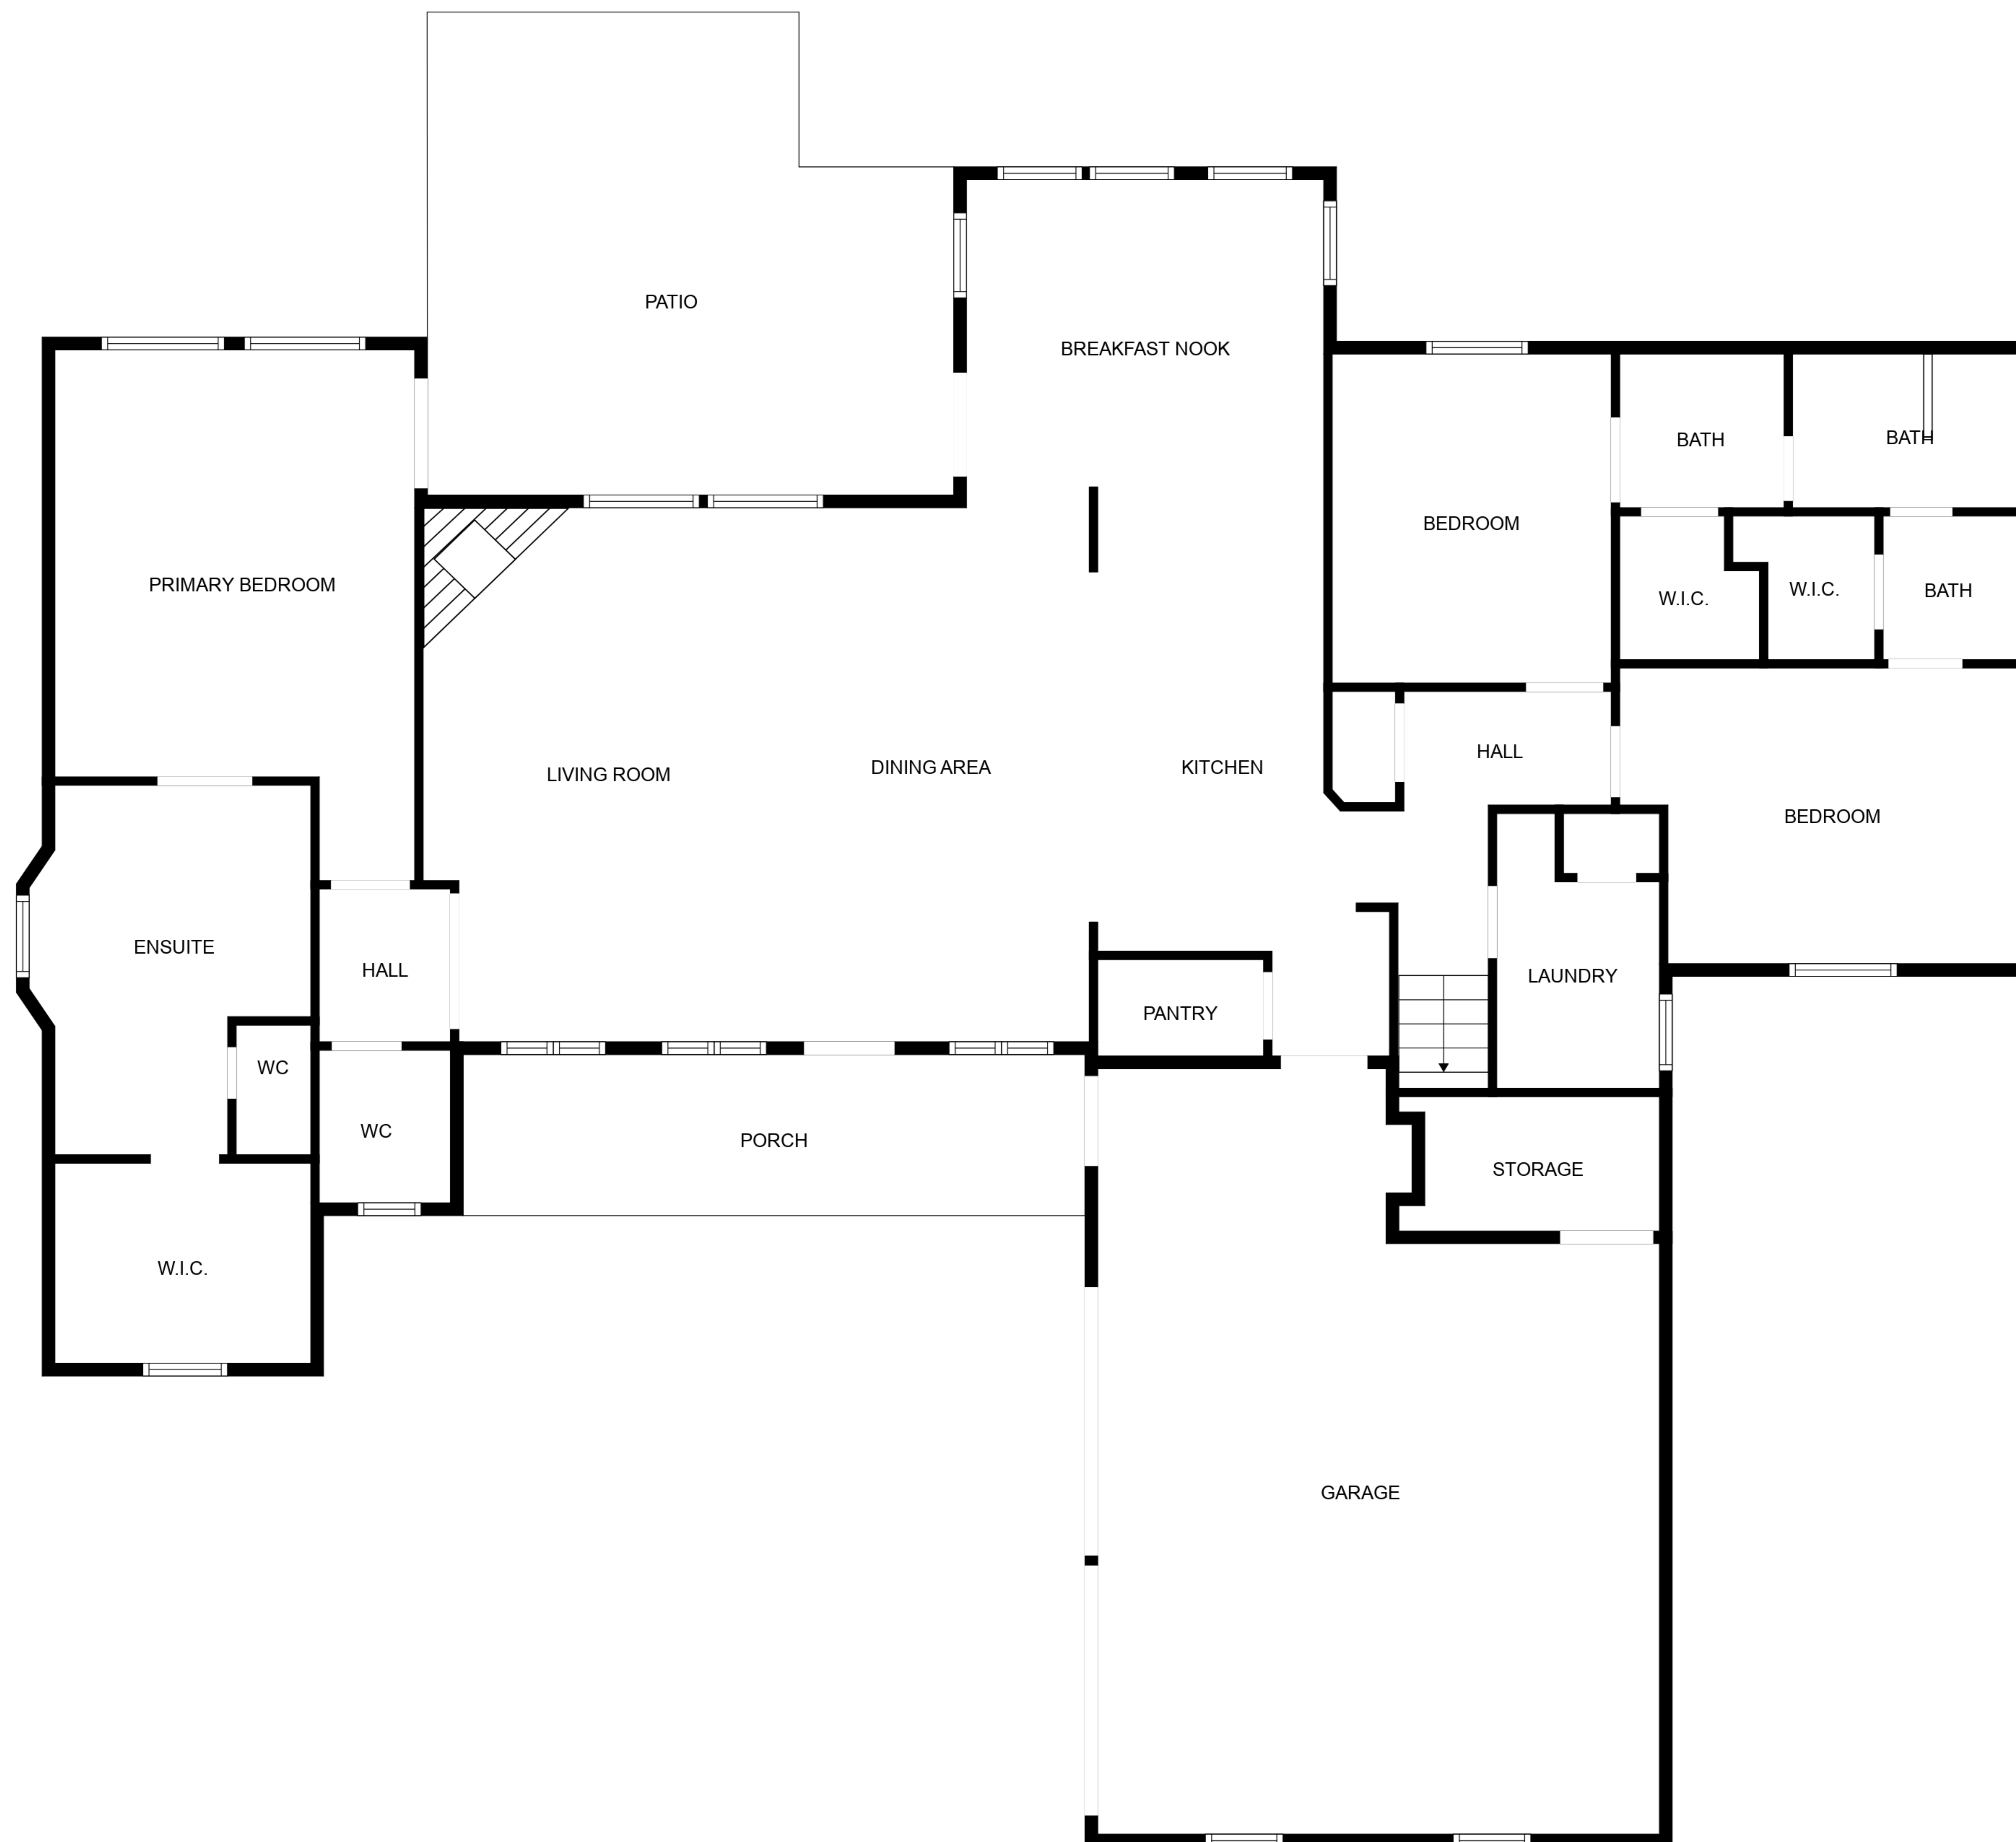 PATIO
BREAKFAST NOOK
BATH
BATH
BEDROOM
PRIMARY BEDROOM
W.I.C.
W.I.C.
BATH
HALL
LIVING ROOM
DINING AREA
KITCHEN
BEDROOM
ENSUITE
HALL
LAUNDRY
PANTRY
WC
WC
PORCH
STORAGE
W.I.C.
GARAGE